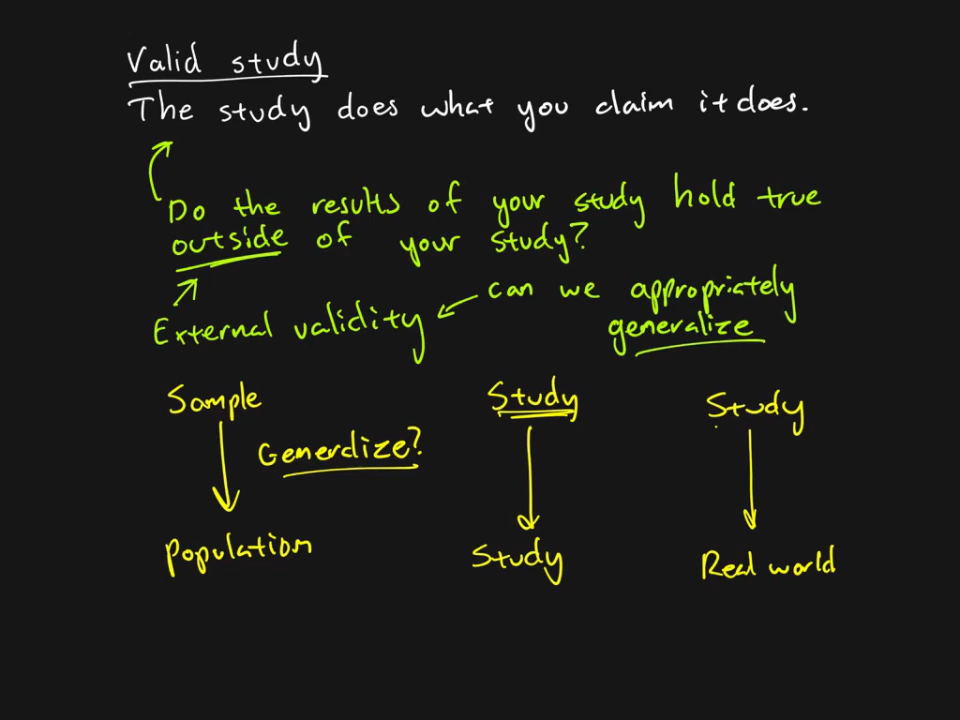 Valid study
The study does what you claim it does.
Do the results of your study hold true
outside of your study?
can we appropriately
generalize
External validity
Sample
Study
Study
Generalize?
Population
Study
Real world